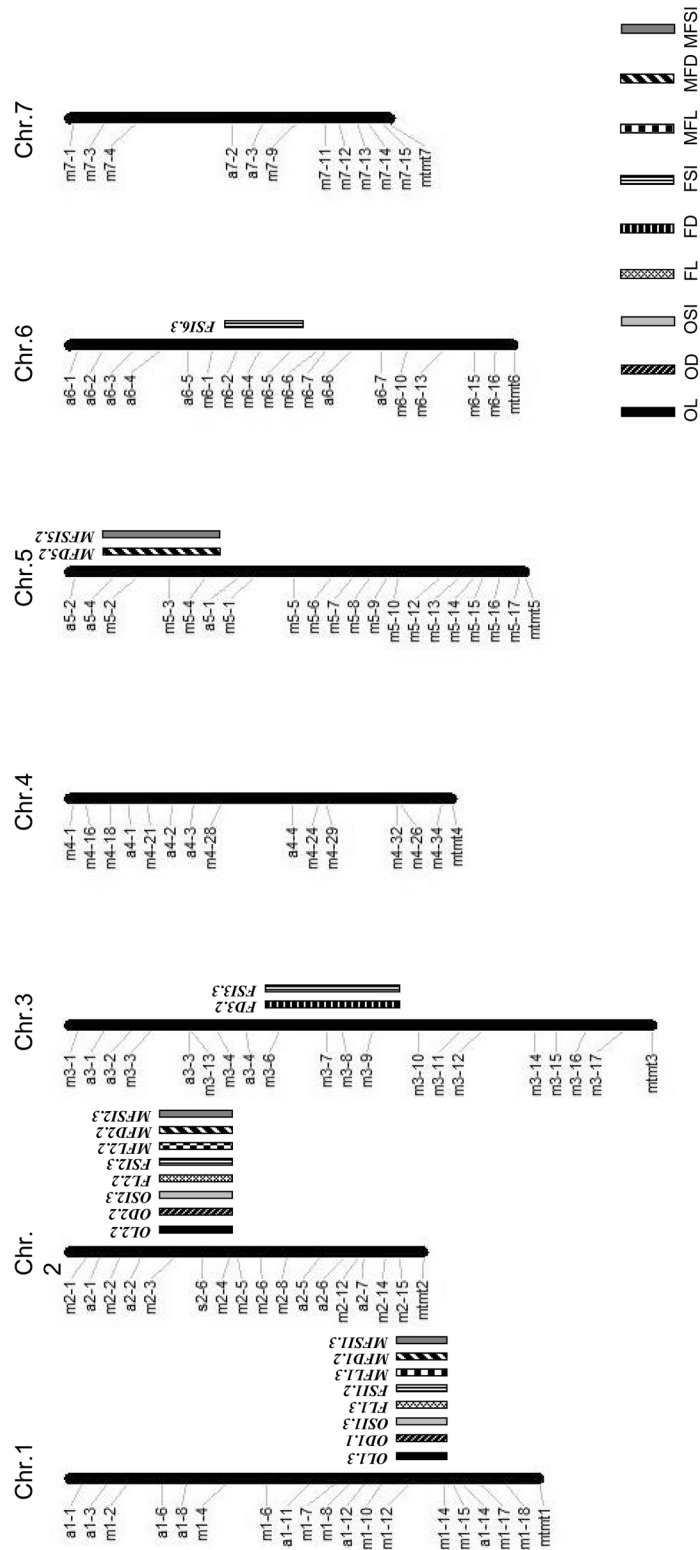 Chr.1
a1-1
a1-3
m1-2
a1-6
a1-8
m1-4
m1-6
a1-11
m1-7
m1-8
a1-12
m1-10
m1-12
m1-14
m1-15
a1-14
m1-17
m1-18
mtmt1
OL1.3
OD1.1
OSI1.3
FL1.3
FSI1.2
MFL1.3
MFD1.2
MFSI1.3
Chr.
2
m2-1
a2-1
m2-2
a2-2
m2-3
s2-6
m2-4
m2-5
m2-6
m2-8
a2-5
a2-6
m2-12
a2-7
m2-14
m2-15
mtmt2
OL2.2
OD2.2
OSI2.3
FL2.2
FSI2.3
MFL2.2
MFD2.2
MFSI2.3
Chr.3
m3-1
a3-1
a3-2
m3-3
a3-3
m3-13
m3-4
a3-4
m3-6
m3-7
m3-8
m3-9
m3-10
m3-11
m3-12
m3-14
m3-15
m3-16
m3-17
mtmt3
FD3.2
FSI3.3
Chr.4
m4-1
m4-16
m4-18
a4-1
m4-21
a4-2
a4-3
m4-28
a4-4
m4-24
m4-29
m4-32
m4-26
m4-34
mtmt4
Chr.5
a5-2
a5-4
m5-2
m5-3
m5-4
a5-1
m5-1
m5-5
m5-6
m5-7
m5-8
m5-9
m5-10
m5-12
m5-13
m5-14
m5-15
m5-16
m5-17
mtmt5
MFD5.2
MFSI5.2
Chr.6
a6-1
a6-2
a6-3
a6-4
a6-5
m6-1
m6-2
m6-4
m6-5
m6-6
m6-7
a6-6
a6-7
m6-10
m6-13
m6-15
m6-16
mtmt6
FSI6.3
Chr.7
m7-1
m7-3
m7-4
a7-2
a7-3
m7-9
m7-11
m7-12
m7-13
m7-14
m7-15
mtmt7
OL OD OSI FL FD FSI MFL MFD MFSI